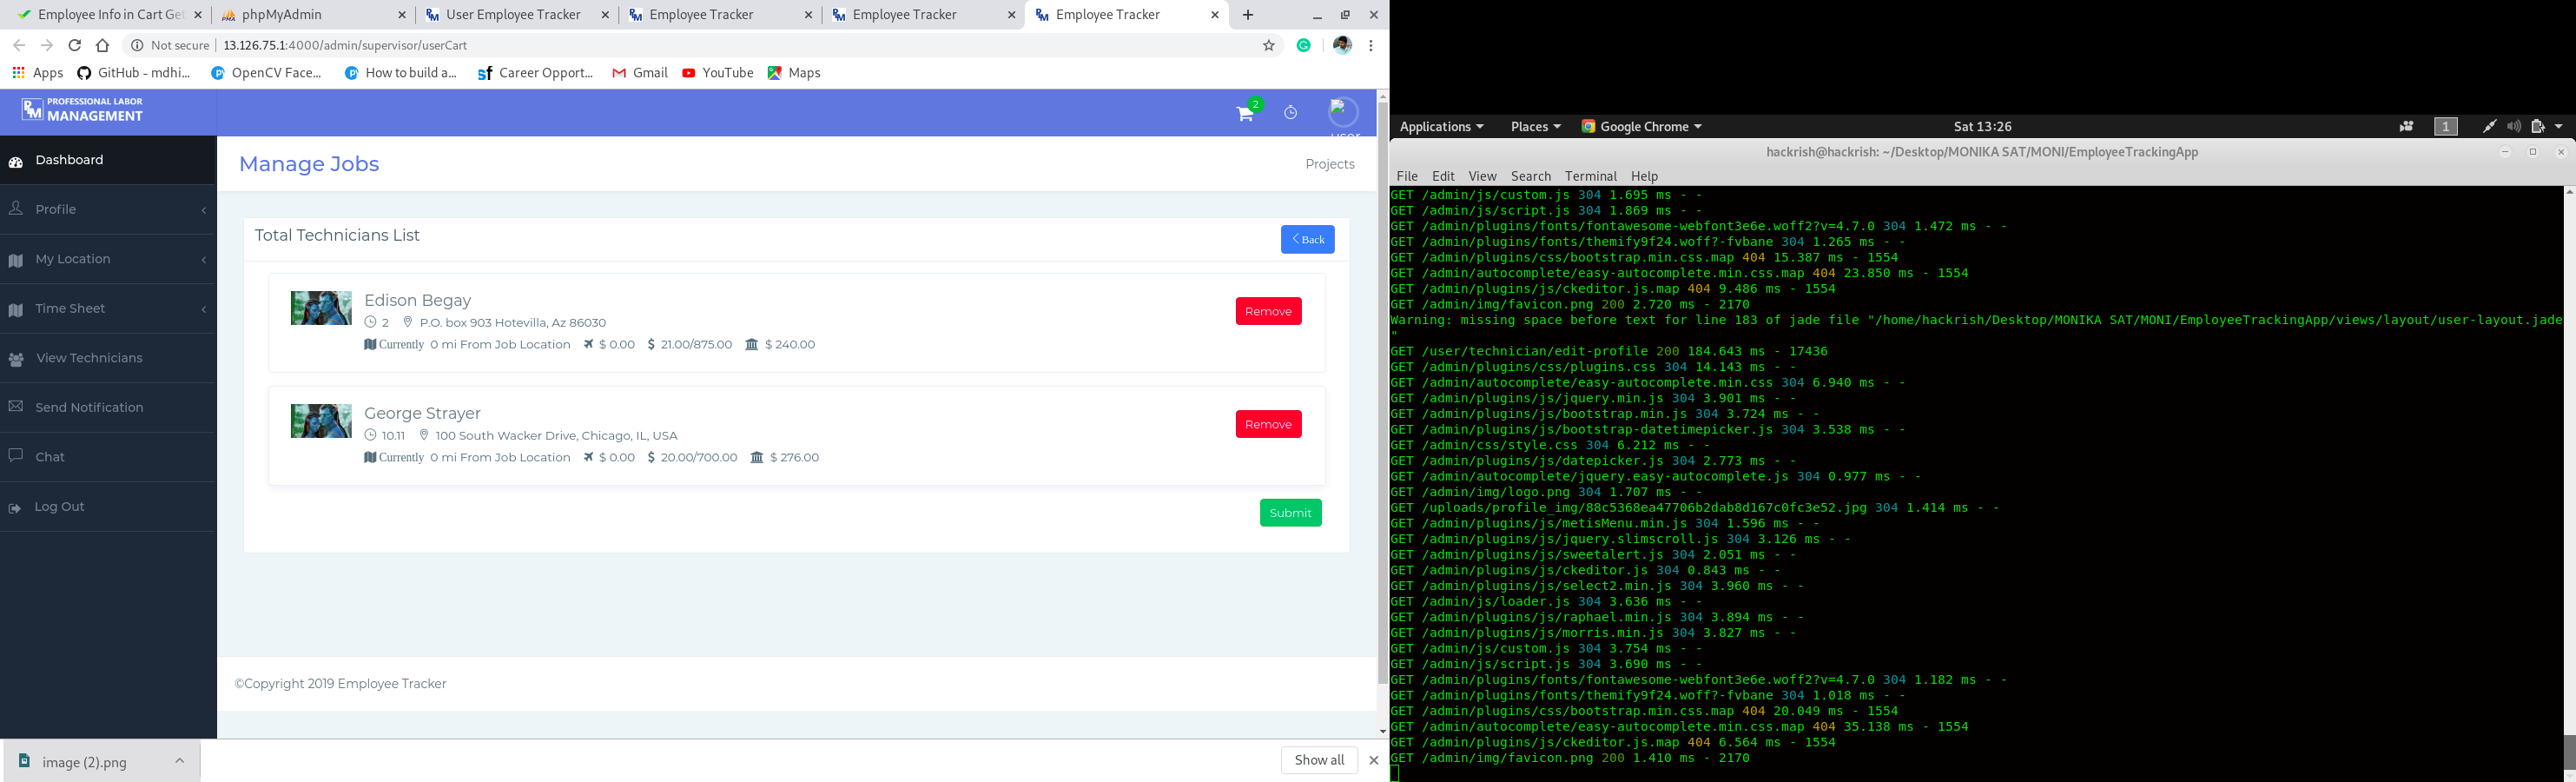 Employee Info in Cart Get
phpMyAdmin
User Employee Tracker
Employee Tracker
Employee Tracker
Employee Tracker
Not secure
13.126.75.1:4000/admin/supervisor/userCart
Apps
GitHub - mdhi...
OpenCV Face...
How to build a...
Career Opport...
Gmail
YouTube
Maps
PROFESSIONAL LABOR
MANAGEMENT
2
user
Dashboard
Profile
My Location
Time Sheet
View Technicians
Send Notification
Chat
Log Out
Manage Jobs
Projects
Total Technicians List
Back
Edison Begay
2 P.O. box 903 Hotevilla, Az 86030
Currently 0 mi From Job Location $ 0.00 21.00/875.00 $ 240.00
Remove
George Strayer
10.11 100 South Wacker Drive, Chicago, IL, USA
Currently 0 mi From Job Location $ 0.00 20.00/700.00 $ 276.00
Remove
Submit
©Copyright 2019 Employee Tracker
image (2).png
Show all
Applications
Places
Google Chrome
Sat 13:26
1
hackrish@hackrish: ~/Desktop/MONIKA SAT/MONI/EmployeeTrackingApp
File Edit View Search Terminal Help
GET /admin/js/custom.js 304 1.695 ms - -
GET /admin/js/script.js 304 1.869 ms - -
GET /admin/plugins/fonts/fontawesome-webfont3e6e.woff2?v=4.7.0 304 1.472 ms - -
GET /admin/plugins/fonts/themify9f24.woff?-fvbane 304 1.265 ms - -
GET /admin/plugins/css/bootstrap.min.css.map 404 15.387 ms - 1554
GET /admin/autocomplete/easy-autocomplete.min.css.map 404 23.850 ms - 1554
GET /admin/plugins/js/ckeditor.js.map 404 9.486 ms - 1554
GET /admin/img/favicon.png 200 2.720 ms - 2170
Warning: missing space before text for line 183 of jade file "/home/hackrish/Desktop/MONIKA SAT/MONI/EmployeeTrackingApp/views/layout/user-layout.jade
"
GET /user/technician/edit-profile 200 184.643 ms - 17436
GET /admin/plugins/css/plugins.css 304 14.143 ms - -
GET /admin/autocomplete/easy-autocomplete.min.css 304 6.940 ms - -
GET /admin/plugins/js/jquery.min.js 304 3.901 ms - -
GET /admin/plugins/js/bootstrap.min.js 304 3.724 ms - -
GET /admin/plugins/js/bootstrap-datetimepicker.js 304 3.538 ms - -
GET /admin/css/style.css 304 6.212 ms - -
GET /admin/plugins/js/datepicker.js 304 2.773 ms - -
GET /admin/autocomplete/jquery.easy-autocomplete.js 304 0.977 ms - -
GET /admin/img/logo.png 304 1.707 ms - -
GET /uploads/profile_img/88c5368ea47706b2dab8d167c0fc3e52.jpg 304 1.414 ms - -
GET /admin/plugins/js/metisMenu.min.js 304 1.596 ms - -
GET /admin/plugins/js/jquery.slimscroll.js 304 3.126 ms - -
GET /admin/plugins/js/sweetalert.js 304 2.051 ms - -
GET /admin/plugins/js/ckeditor.js 304 0.843 ms - -
GET /admin/plugins/js/select2.min.js 304 3.960 ms - -
GET /admin/js/loader.js 304 3.636 ms - -
GET /admin/plugins/js/raphael.min.js 304 3.894 ms - -
GET /admin/plugins/js/morris.min.js 304 3.827 ms - -
GET /admin/js/custom.js 304 3.754 ms - -
GET /admin/js/script.js 304 3.690 ms - -
GET /admin/plugins/fonts/fontawesome-webfont3e6e.woff2?v=4.7.0 304 1.182 ms - -
GET /admin/plugins/fonts/themify9f24.woff?-fvbane 304 1.018 ms - -
GET /admin/plugins/css/bootstrap.min.css.map 404 20.049 ms - 1554
GET /admin/autocomplete/easy-autocomplete.min.css.map 404 35.138 ms - 1554
GET /admin/plugins/js/ckeditor.js.map 404 6.564 ms - 1554
GET /admin/img/favicon.png 200 1.410 ms - 2170